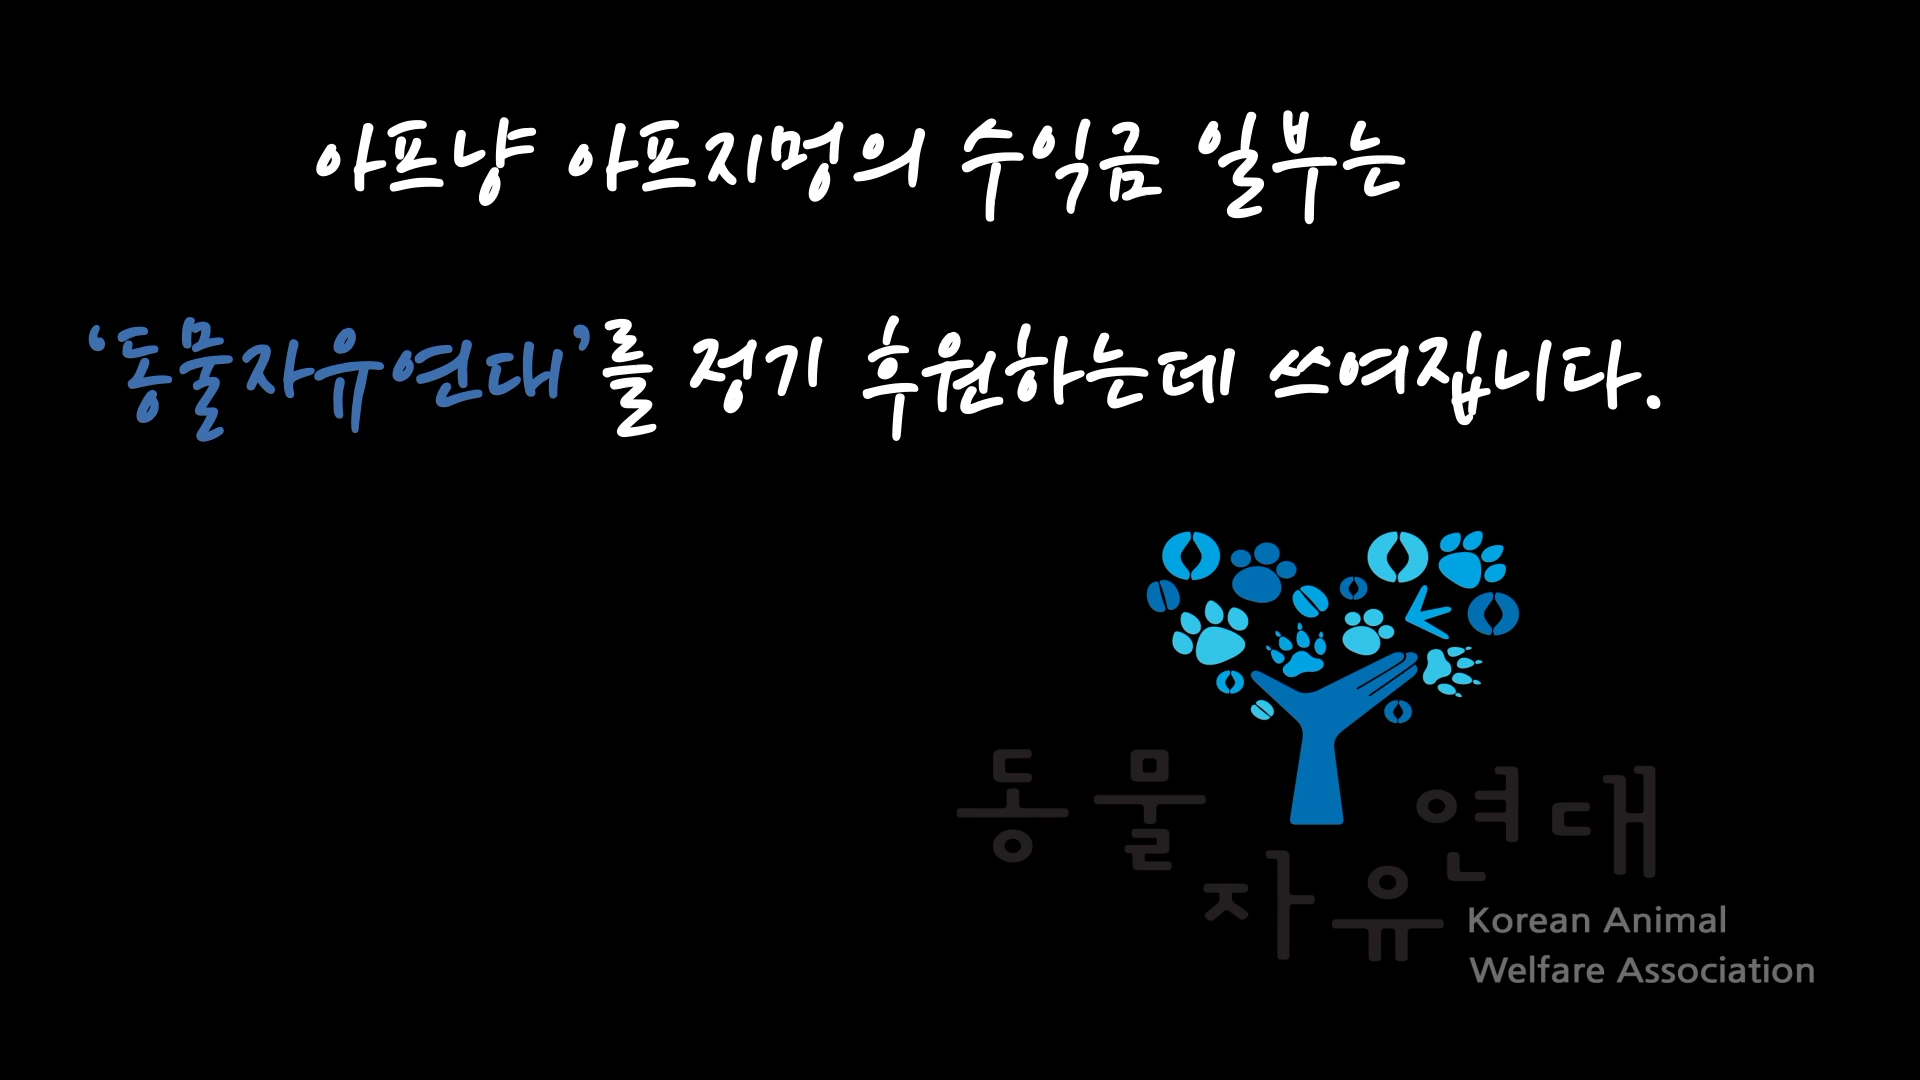 아프냥 아프지멍의 수익금 일부는
‘동물자유연대’를 정기 후원하는데 쓰여집니다.
동물
연대
자유
Korean Animal
Welfare Association